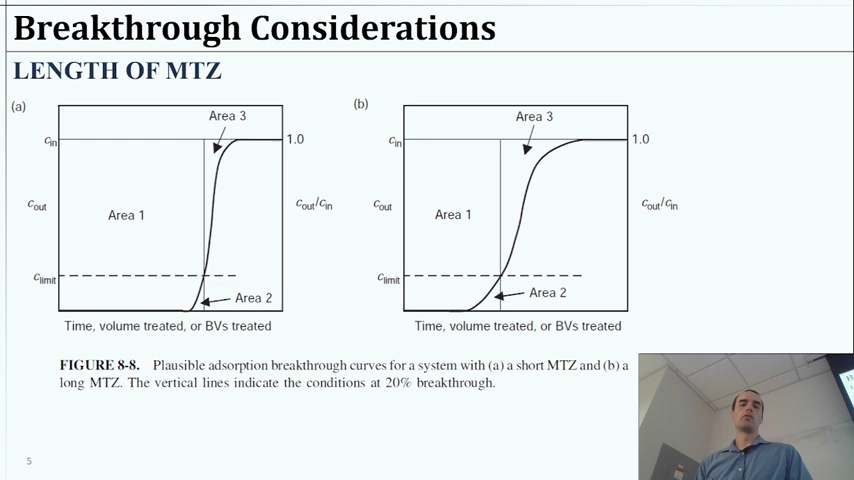 Breakthrough Considerations
LENGTH OF MTZ
(a)
Area 3
c_in
1.0
c_out
Area 1
c_out/c_in
c_limit
Area 2
Time, volume treated, or BVs treated
(b)
Area 3
c_in
1.0
c_out
Area 1
c_out/c_in
c_limit
Area 2
Time, volume treated, or BVs treated
FIGURE 8-8. Plausible adsorption breakthrough curves for a system with (a) a short MTZ and (b) a
long MTZ. The vertical lines indicate the conditions at 20% breakthrough.
5